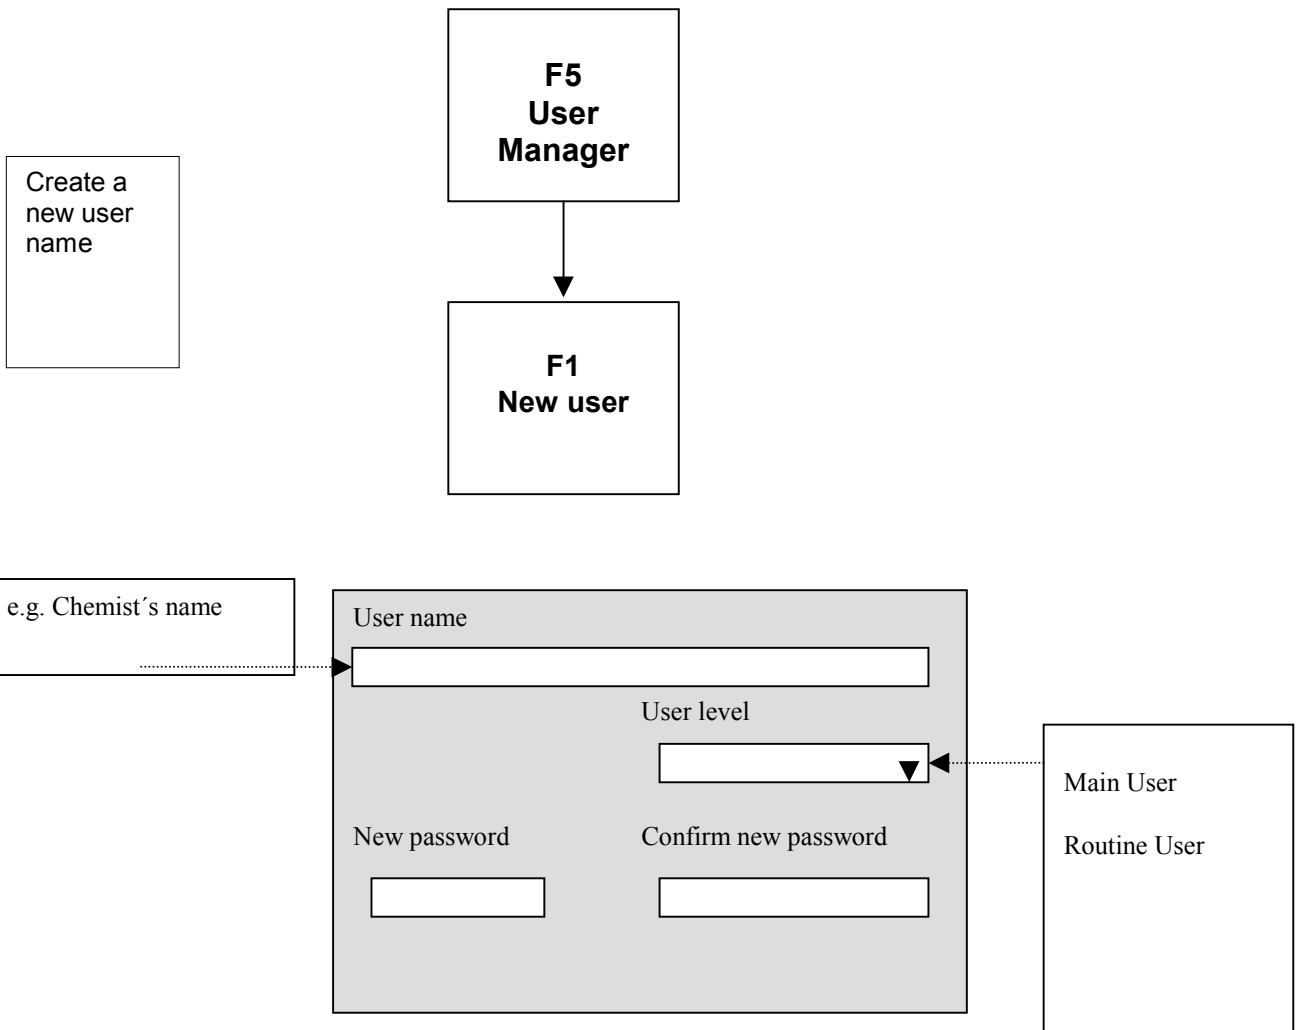 F5
User
Manager
Create a
new user
name
F1
New user
e.g. Chemist´s name
User name
User level
Main User
New password
Confirm new password
Routine User